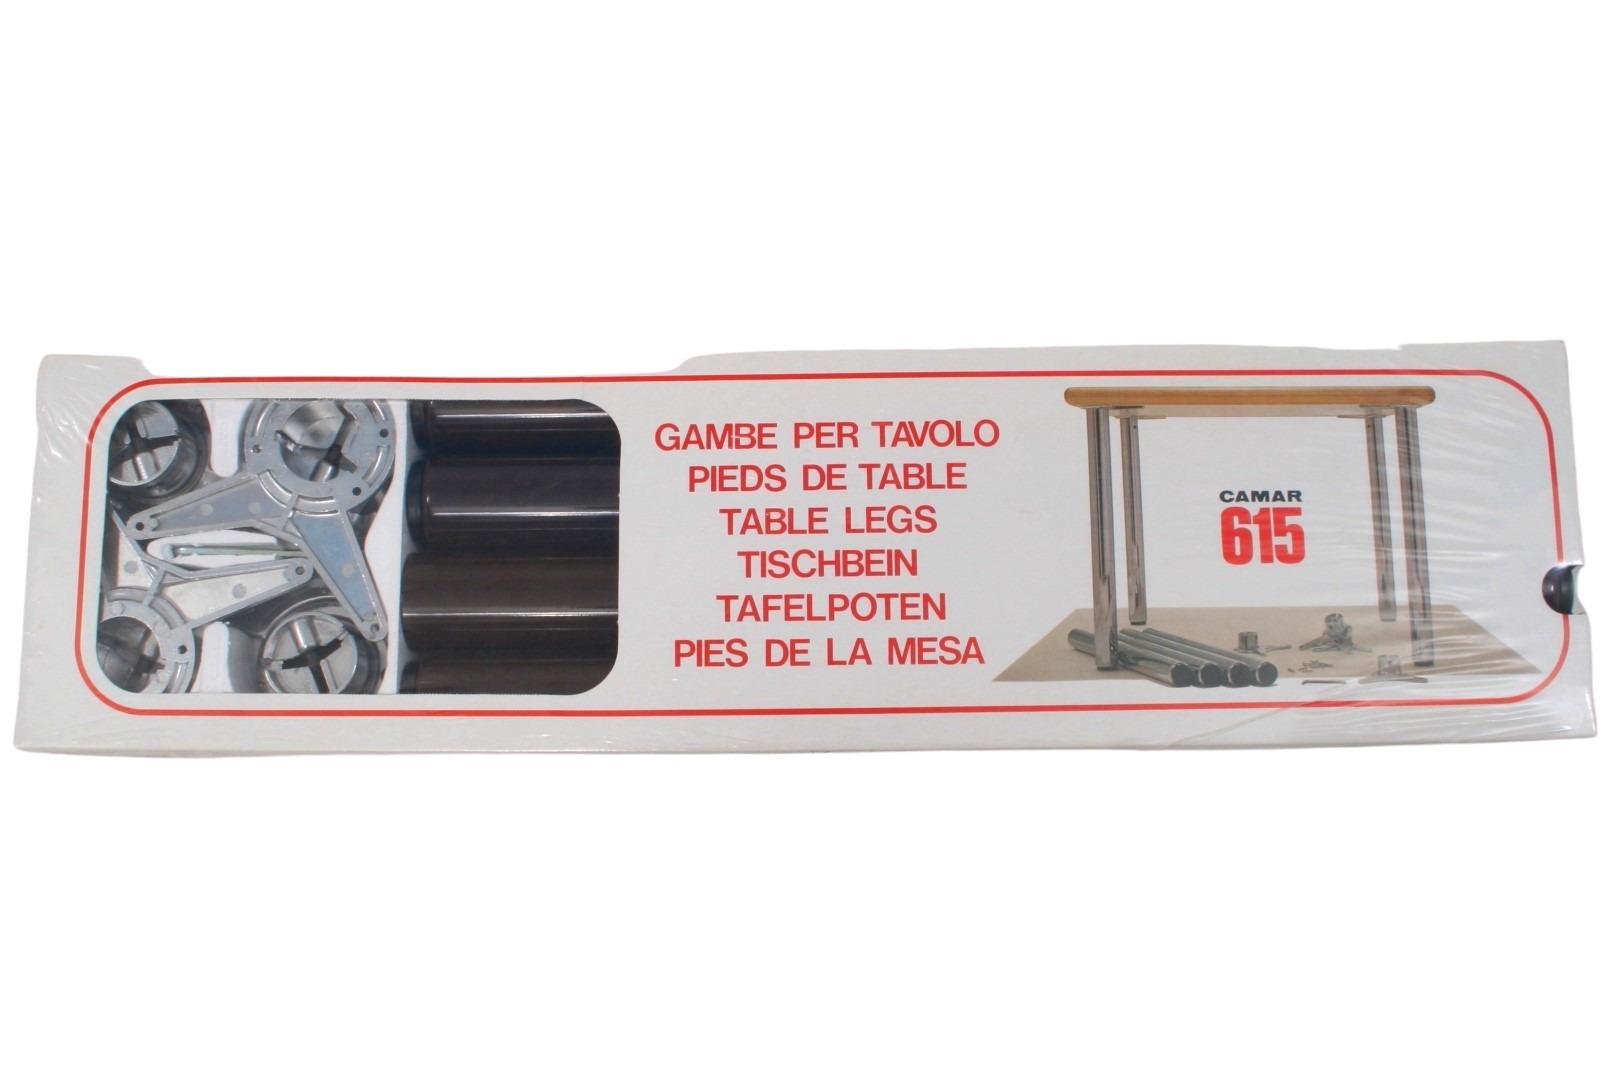 GAMBE PER TAVOLO
PIEDS DE TABLE
TABLE LEGS
TISCHBEIN
TAFELPOTEN
PIES DE LA MESA
CAMAR
615